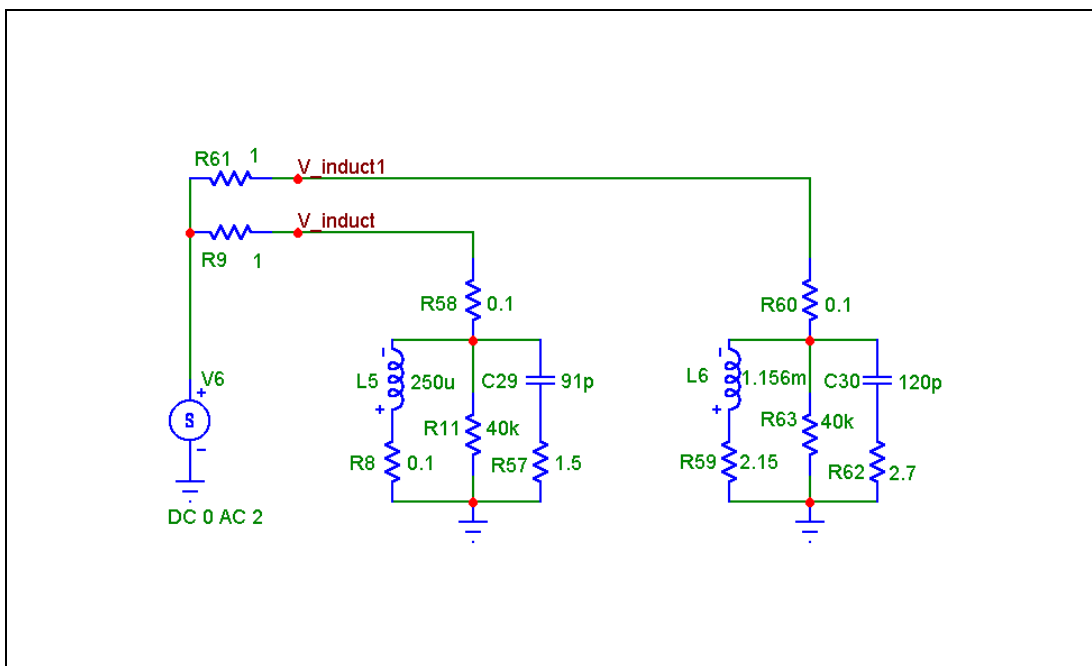 R61 1
V_induct1
V_induct
R9 1
R58 0.1
R60 0.1
V6
+
S
-
DC 0 AC 2
-
L5 250u
+
C29 91p
R11 40k
R8 0.1
R57 1.5
-
L6 1.156m
+
C30 120p
R63 40k
R59 2.15
R62 2.7